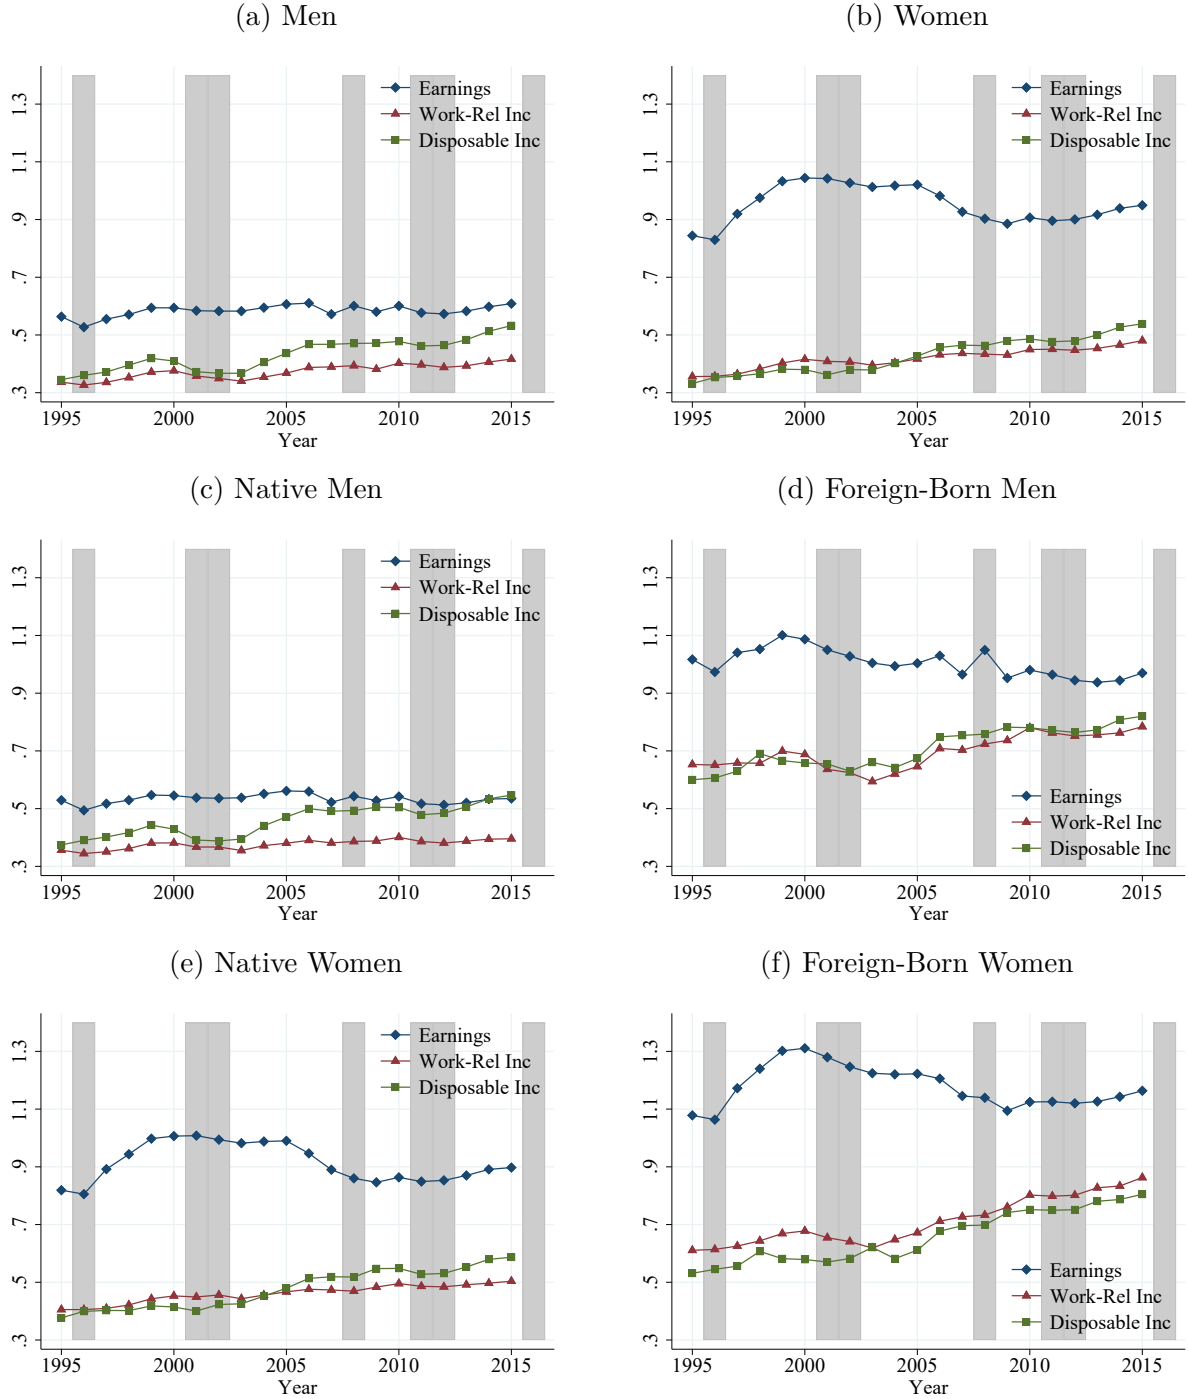 (a) Men
(b) Women
Earnings
Work-Rel Inc
Disposable Inc
1.3
1.1
.9
.7
.5
.3
1995 2000 2005 2010 2015
Year
Earnings
Work-Rel Inc
Disposable Inc
1.3
1.1
.9
.7
.5
.3
1995 2000 2005 2010 2015
Year
(c) Native Men
(d) Foreign-Born Men
Earnings
Work-Rel Inc
Disposable Inc
1.3
1.1
.9
.7
.5
.3
1995 2000 2005 2010 2015
Year
1.3
1.1
.9
.7
.5
.3
Earnings
Work-Rel Inc
Disposable Inc
1995 2000 2005 2010 2015
Year
(e) Native Women
(f) Foreign-Born Women
Earnings
Work-Rel Inc
Disposable Inc
1.3
1.1
.9
.7
.5
.3
1995 2000 2005 2010 2015
Year
1.3
1.1
.9
.7
.5
.3
Earnings
Work-Rel Inc
Disposable Inc
1995 2000 2005 2010 2015
Year